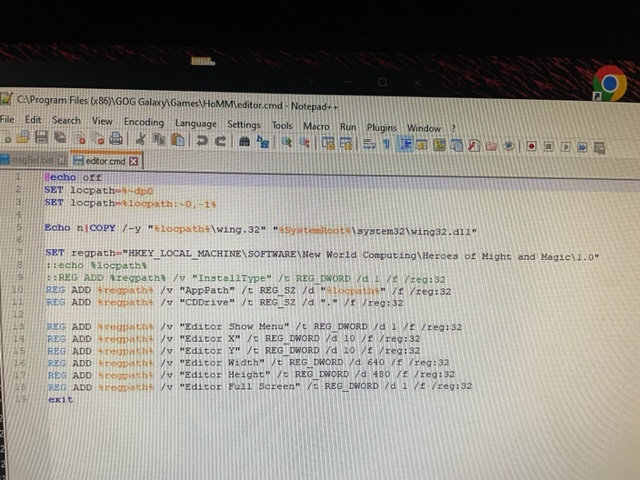 C:\Program Files (x86)\GOG Galaxy\Games\HoMM\editor.cmd - Notepad++
File Edit Search View Encoding Language Settings Tools Macro Run Plugins Window ?
editor.cmd
1 @echo off
2 SET locpath=%~dp0
3 SET locpath=%locpath:~0,-1%
4
5 Echo n|COPY /-y "%locpath%\wing.32" "%SystemRoot%\system32\wing32.dll"
6
7 SET regpath="HKEY_LOCAL_MACHINE\SOFTWARE\New World Computing\Heroes of Might and Magic\1.0"
8 ::echo %locpath%
9 ::REG ADD %regpath% /v "InstallType" /t REG_DWORD /d 1 /f /reg:32
10 REG ADD %regpath% /v "AppPath" /t REG_SZ /d "%locpath%" /f /reg:32
11 REG ADD %regpath% /v "CDDrive" /t REG_SZ /d "." /f /reg:32
12
13 REG ADD %regpath% /v "Editor Show Menu" /t REG_DWORD /d 1 /f /reg:32
14 REG ADD %regpath% /v "Editor X" /t REG_DWORD /d 10 /f /reg:32
15 REG ADD %regpath% /v "Editor Y" /t REG_DWORD /d 10 /f /reg:32
16 REG ADD %regpath% /v "Editor Width" /t REG_DWORD /d 640 /f /reg:32
17 REG ADD %regpath% /v "Editor Height" /t REG_DWORD /d 480 /f /reg:32
18 REG ADD %regpath% /v "Editor Full Screen" /t REG_DWORD /d 1 /f /reg:32
19 exit